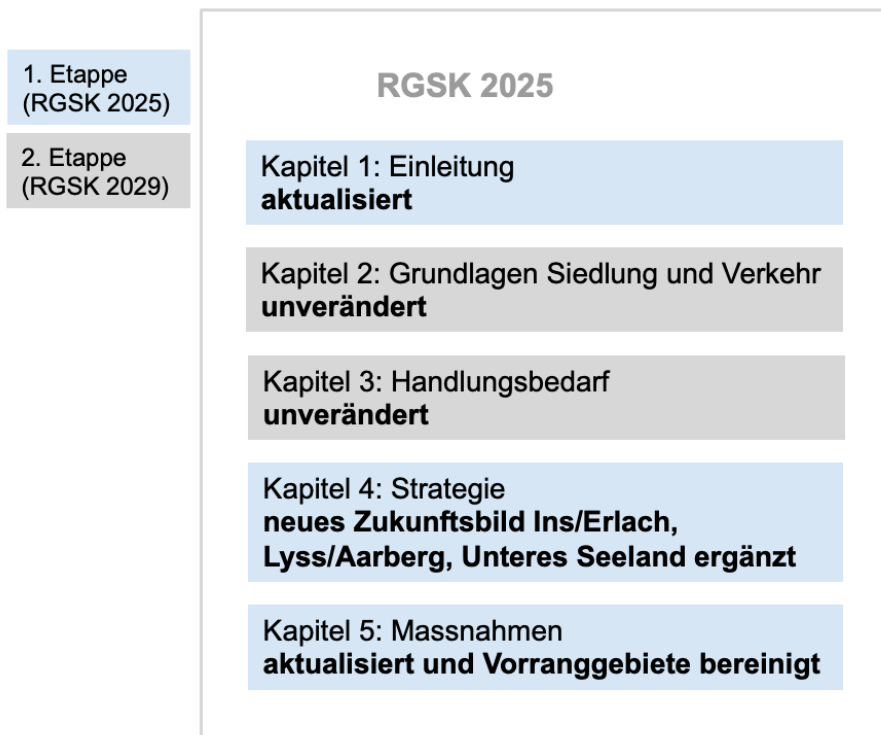 1. Etappe
(RGSK 2025)
2. Etappe
(RGSK 2029)
RGSK 2025
Kapitel 1: Einleitung
aktualisiert
Kapitel 2: Grundlagen Siedlung und Verkehr
unverändert
Kapitel 3: Handlungsbedarf
unverändert
Kapitel 4: Strategie
neues Zukunftsbild Ins/Erlach,
Lyss/Aarberg, Unteres Seeland ergänzt
Kapitel 5: Massnahmen
aktualisiert und Vorranggebiete bereinigt